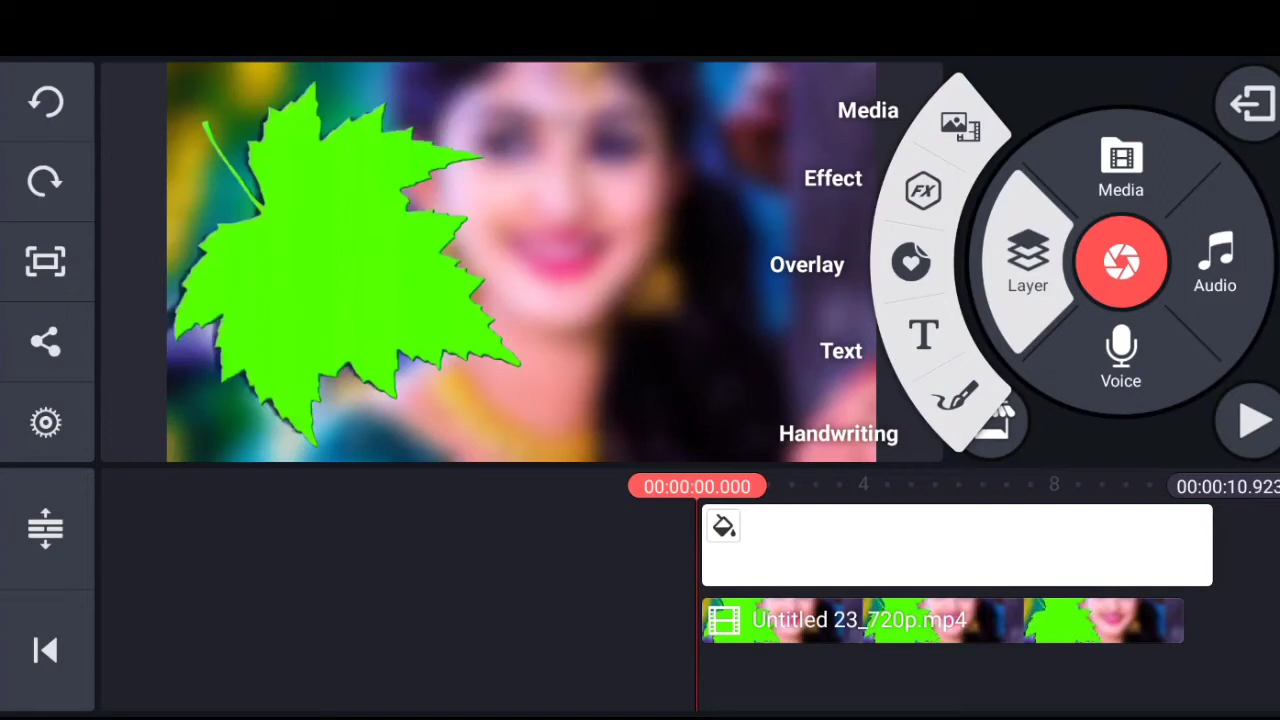 Media
Effect
Overlay
Text
Handwriting
FX
T
Media
Layer
Audio
Voice
00:00:00.000
4
8
00:00:10.923
Untitled 23_720p.mp4